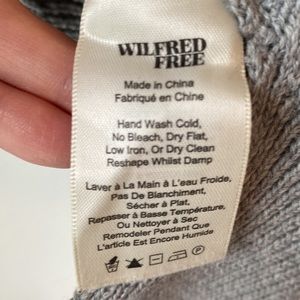 WILFRED
FREE
Made in China
Fabriqué en Chine
Hand Wash Cold,
No Bleach, Dry Flat,
Low Iron, Or Dry Clean
Reshape Whilst Damp
Laver à La Main à L'eau Froide,
Pas De Blanchiment,
Sécher à Plat,
Repasser à Basse Température,
Ou Nettoyer à Sec
Remodeler Pendant Que
L'article Est Encore Humide